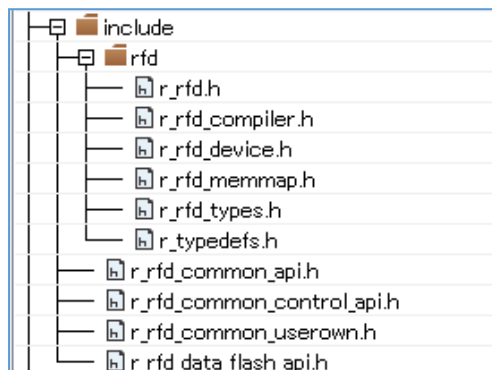 include
rfd
r_rfd.h
r_rfd_compiler.h
r_rfd_device.h
r_rfd_memmap.h
r_rfd_types.h
r_typedefs.h
r_rfd_common_api.h
r_rfd_common_control_api.h
r_rfd_common_userown.h
r_rfd_data_flash_api.h